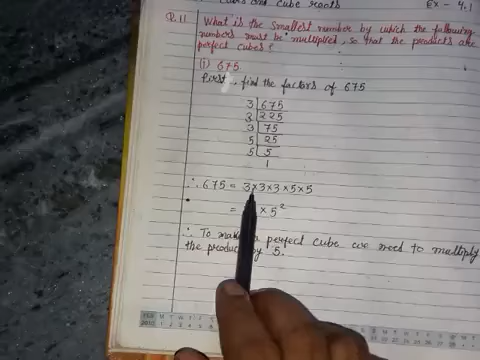 Cubes and Cube Roots Ex - 4.1
Q.11 What is the smallest number by which the following
numbers must be multiplied, so that the products are
perfect cubes?
(i) 675
First, find the factors of 675
3 | 675
3 | 225
3 | 75
5 | 25
5 | 5
1
∴ 675 = 3×3×3×5×5
= × 5²
∴ To make a perfect cube we need to multiply
the product by 5.